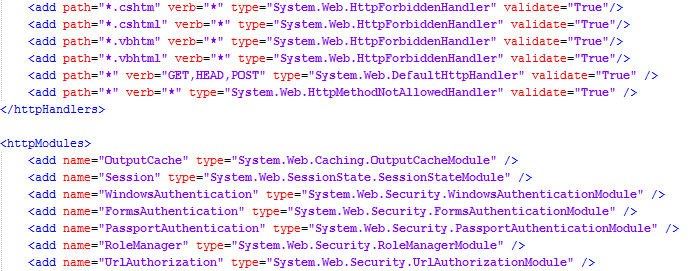 <add path="*.cshtm" verb="*" type="System.Web.HttpForbiddenHandler" validate="True"/>
<add path="*.cshtml" verb="*" type="System.Web.HttpForbiddenHandler" validate="True"/>
<add path="*.vbhtm" verb="*" type="System.Web.HttpForbiddenHandler" validate="True"/>
<add path="*.vbhtml" verb="*" type="System.Web.HttpForbiddenHandler" validate="True"/>
<add path="*" verb="GET,HEAD,POST" type="System.Web.DefaultHttpHandler" validate="True" />
<add path="*" verb="*" type="System.Web.HttpMethodNotAllowedHandler" validate="True" />
</httpHandlers>
<httpModules>
<add name="OutputCache" type="System.Web.Caching.OutputCacheModule" />
<add name="Session" type="System.Web.SessionState.SessionStateModule" />
<add name="WindowsAuthentication" type="System.Web.Security.WindowsAuthenticationModule" />
<add name="FormsAuthentication" type="System.Web.Security.FormsAuthenticationModule" />
<add name="PassportAuthentication" type="System.Web.Security.PassportAuthenticationModule" />
<add name="RoleManager" type="System.Web.Security.RoleManagerModule" />
<add name="UrlAuthorization" type="System.Web.Security.UrlAuthorizationModule" />